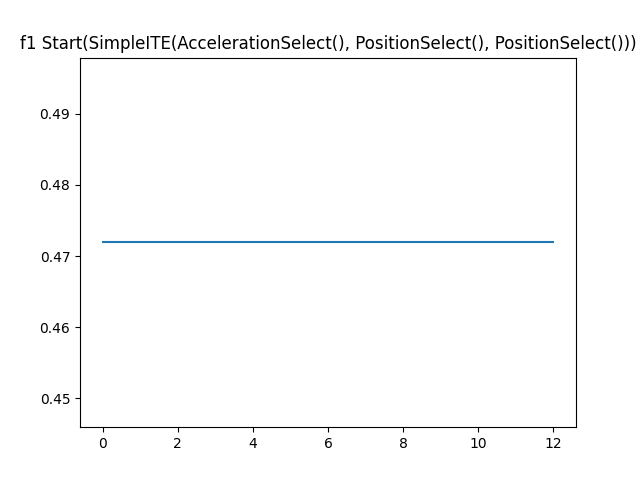 f1 Start(SimpleITE(AccelerationSelect(), PositionSelect(), PositionSelect()))
0.49
0.48
0.47
0.46
0.45
0 2 4 6 8 10 12